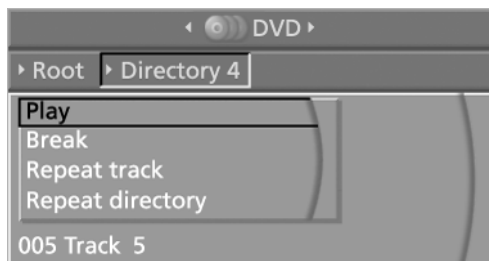 DVD
Root Directory 4
Play
Break
Repeat track
Repeat directory
005 Track 5